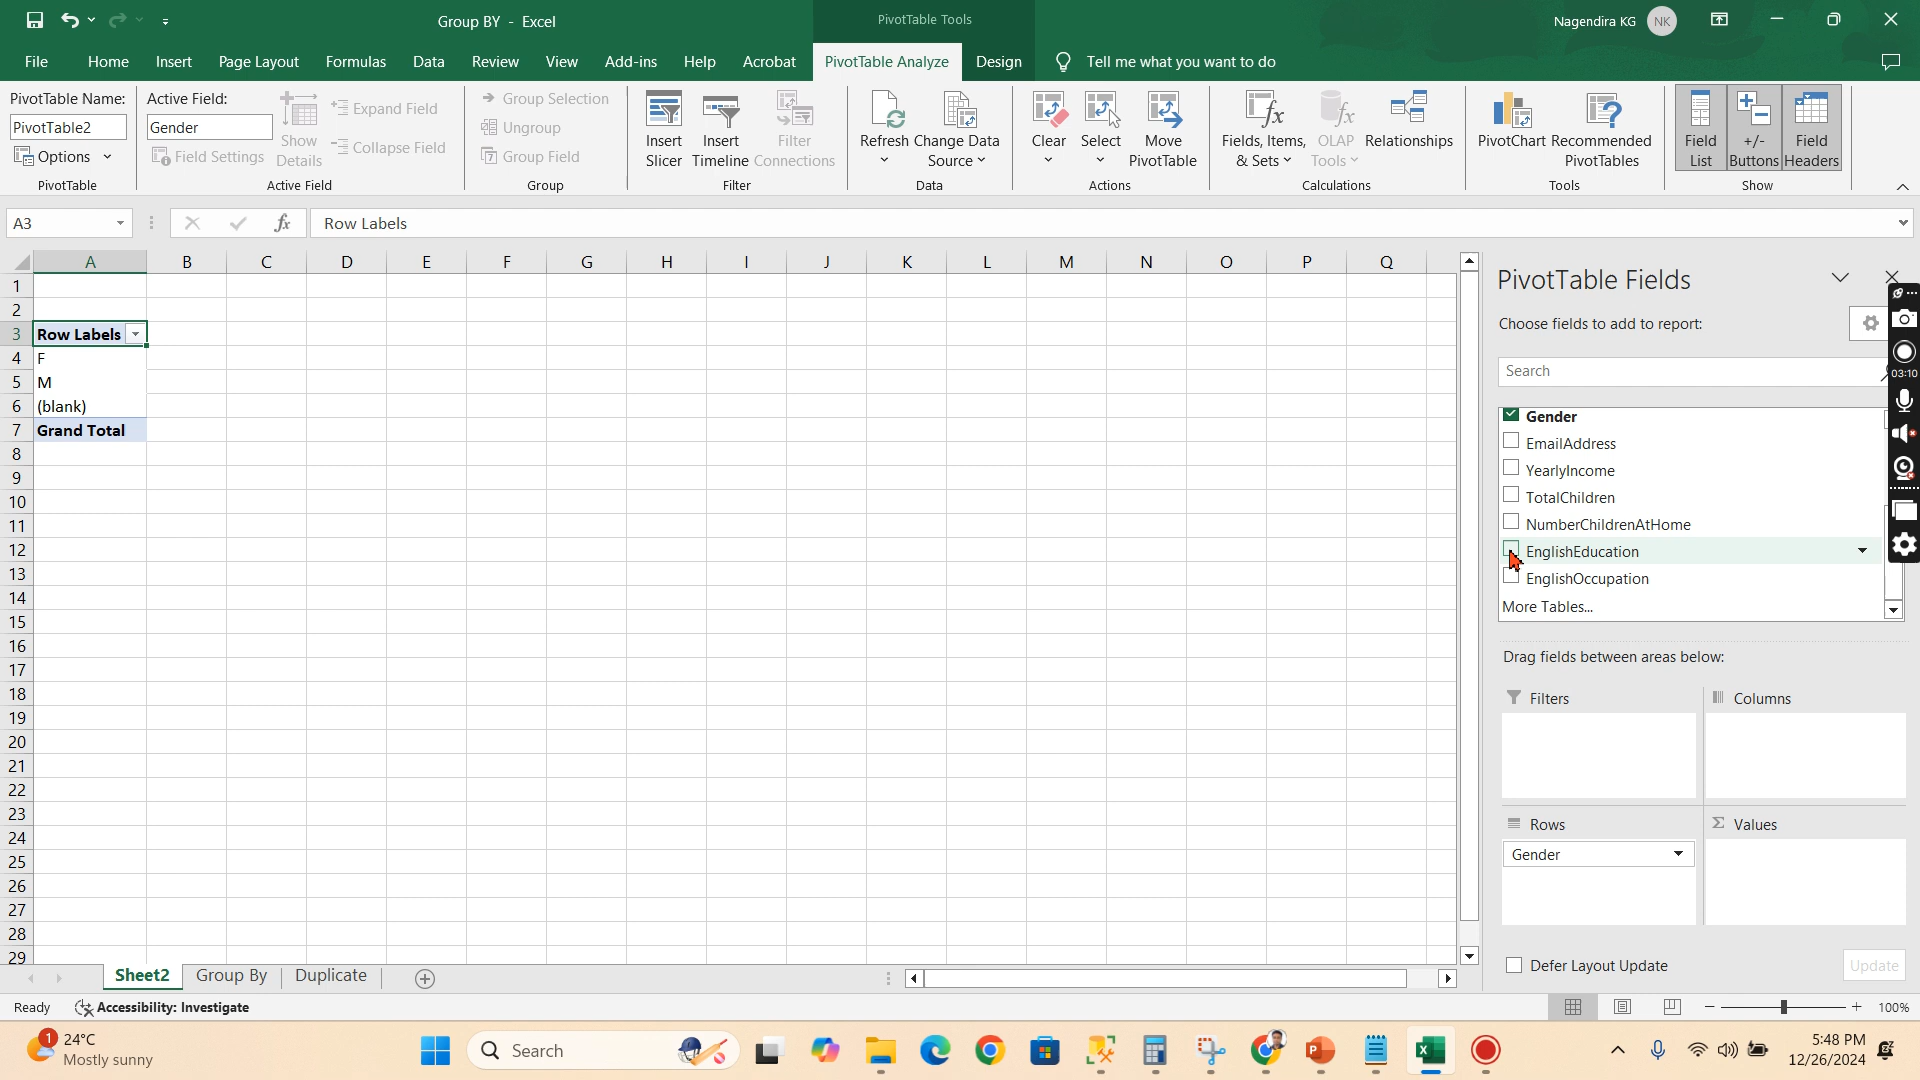 Group BY - Excel
PivotTable Tools
Nagendira KG
NK
File
Home
Insert
Page Layout
Formulas
Data
Review
View
Add-ins
Help
Acrobat
PivotTable Analyze
Design
Tell me what you want to do
PivotTable Name:
PivotTable2
Options
PivotTable
Active Field:
Gender
Field Settings
Show Details
Expand Field
Collapse Field
Active Field
Group Selection
Ungroup
Group Field
Group
Insert Slicer
Insert Timeline
Filter Connections
Filter
Refresh
Change Data Source
Data
Clear
Select
Move PivotTable
Actions
Fields, Items, & Sets
OLAP Tools
Relationships
Calculations
PivotChart
Recommended PivotTables
Tools
Field List
+/- Buttons
Field Headers
Show
A3
fx
Row Labels
A B C D E F G H I J K L M N O P Q
1
2
3 Row Labels
4 F
5 M
6 (blank)
7 Grand Total
8
9
10
11
12
13
14
15
16
17
18
19
20
21
22
23
24
25
26
27
28
29
PivotTable Fields
Choose fields to add to report:
Search
Gender
EmailAddress
YearlyIncome
TotalChildren
NumberChildrenAtHome
EnglishEducation
EnglishOccupation
More Tables...
03:10
Drag fields between areas below:
Filters
Columns
Rows
Values
Gender
Defer Layout Update
Update
Sheet2
Group By
Duplicate
Ready
Accessibility: Investigate
100%
1
24°C
Mostly sunny
Search
5:48 PM
12/26/2024